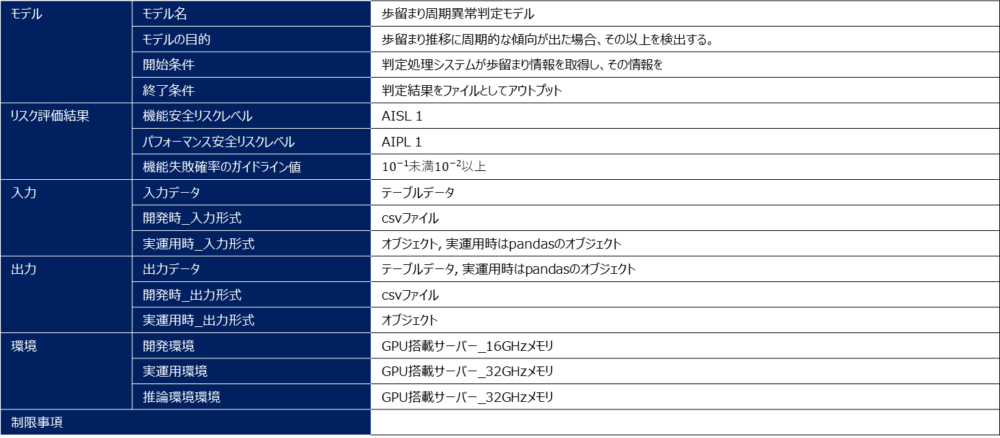 モデル モデル名 歩留まり周期異常判定モデル
モデルの目的 歩留まり推移に周期的な傾向が出た場合、その以上を検出する。
開始条件 判定処理システムが歩留まり情報を取得し、その情報を
終了条件 判定結果をファイルとしてアウトプット
リスク評価結果 機能安全リスクレベル AISL 1
パフォーマンス安全リスクレベル AIPL 1
機能失敗確率のガイドライン値 10⁻¹未満10⁻²以上
入力 入力データ テーブルデータ
開発時_入力形式 csvファイル
実運用時_入力形式 オブジェクト, 実運用時はpandasのオブジェクト
出力 出力データ テーブルデータ, 実運用時はpandasのオブジェクト
開発時_出力形式 csvファイル
実運用時_出力形式 オブジェクト
環境 開発環境 GPU搭載サーバー_16GHzメモリ
実運用環境 GPU搭載サーバー_32GHzメモリ
推論環境環境 GPU搭載サーバー_32GHzメモリ
制限事項